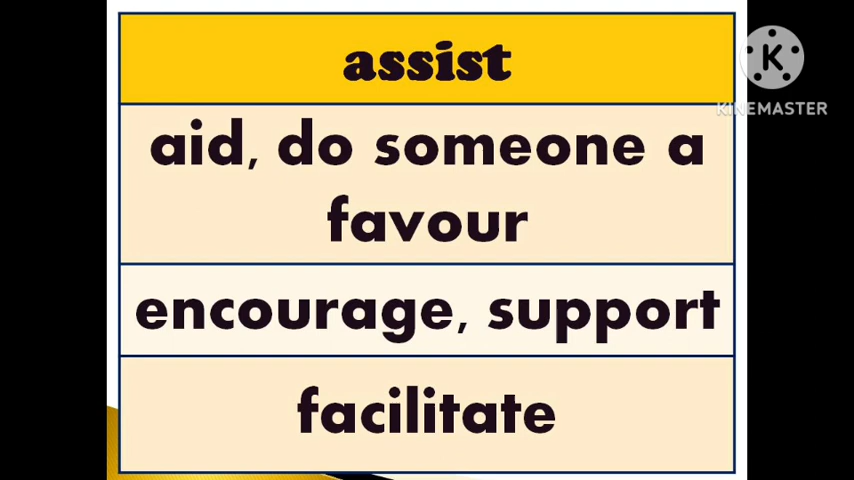 assist
K
KINEMASTER
aid, do someone a
favour
encourage, support
facilitate